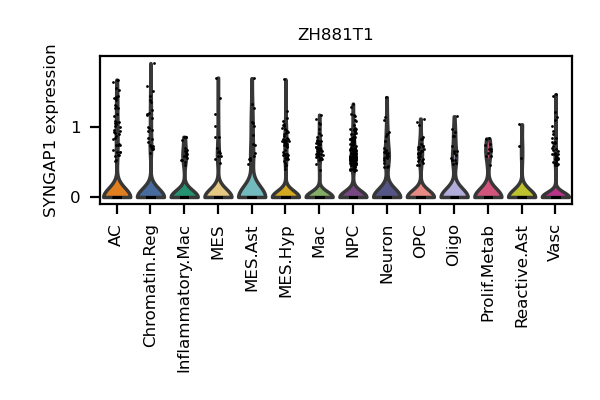 ZH881T1
SYNGAP1 expression
1
0
AC
Chromatin.Reg
Inflammatory.Mac
MES
MES.Ast
MES.Hyp
Mac
NPC
Neuron
OPC
Oligo
Prolif.Metab
Reactive.Ast
Vasc